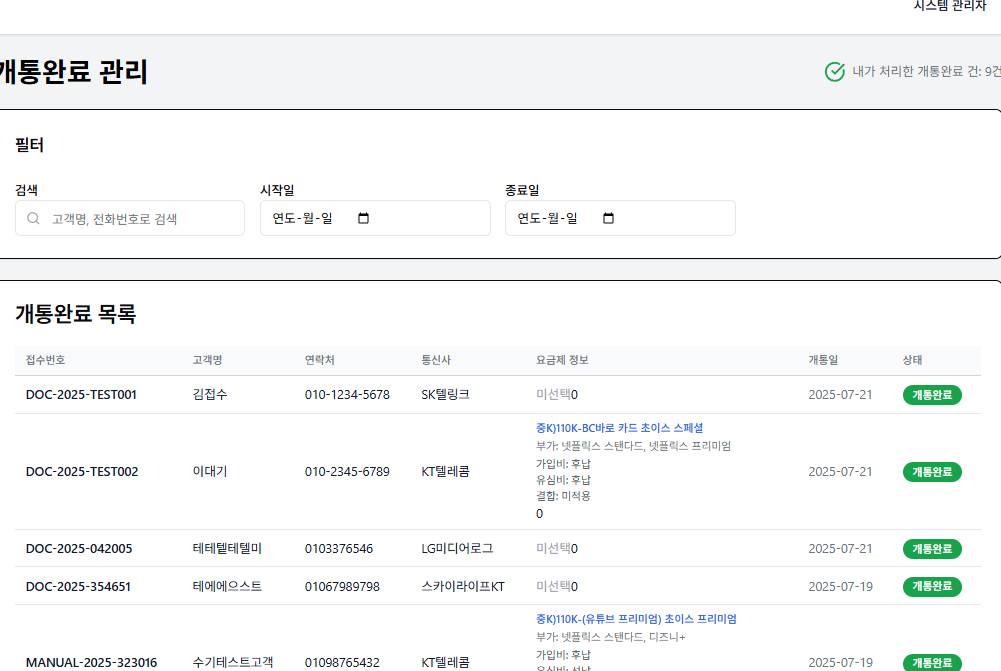 시스템 관리자
개통완료 관리
내가 처리한 개통완료 건: 9건
필터
검색
시작일
종료일
고객명, 전화번호로 검색
연도-월-일
연도-월-일
개통완료 목록
접수번호 고객명 연락처 통신사 요금제 정보 개통일 상태
DOC-2025-TEST001 김접수 010-1234-5678 SK텔링크 미선택0 2025-07-21 개통완료
중K)110K-BC바로 카드 초이스 스페셜
부가: 넷플릭스 스탠다드, 넷플릭스 프리미엄
가입비: 후납
DOC-2025-TEST002 이대기 010-2345-6789 KT텔레콤 2025-07-21 개통완료
유심비: 후납
결합: 미적용
0
DOC-2025-042005 테테텥테텔미 0103376546 LG미디어로그 미선택0 2025-07-21 개통완료
DOC-2025-354651 테에에으스트 01067989798 스카이라이프KT 미선택0 2025-07-19 개통완료
중K)110K-(유튜브 프리미엄) 초이스 프리미엄
부가: 넷플릭스 스탠다드, 디즈니+
가입비: 후납
MANUAL-2025-323016 수기테스트고객 01098765432 KT텔레콤 2025-07-19 개통완료
유심비: 선납